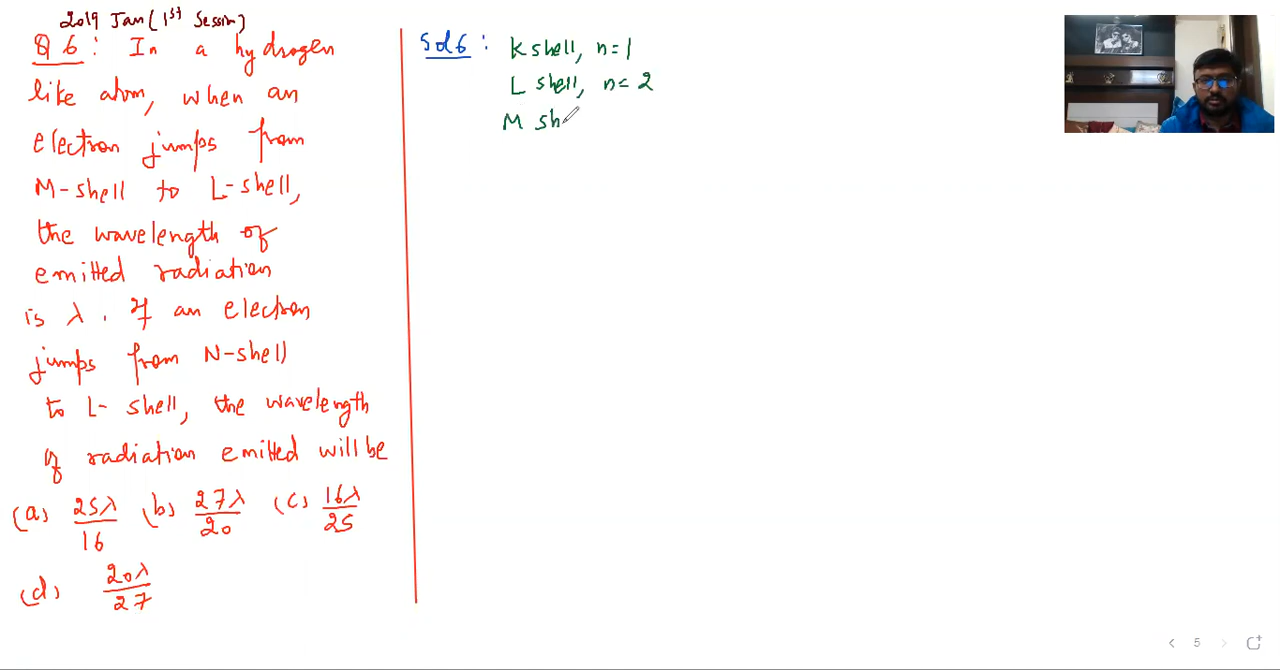 2019 Jan (1st Session)
Q 6 : In a hydrogen
like atom, when an
electron jumps from
M-shell to L-shell,
the wavelength of
emitted radiation
is λ. If an electron
jumps from N-shell
to L- shell, the wavelength
of radiation emitted will be
(a) 25λ/16 (b) 27λ/20 (c) 16λ/25
(d) 20λ/27
Sol 6 : K shell, n=1
L shell, n= 2
M sh
5